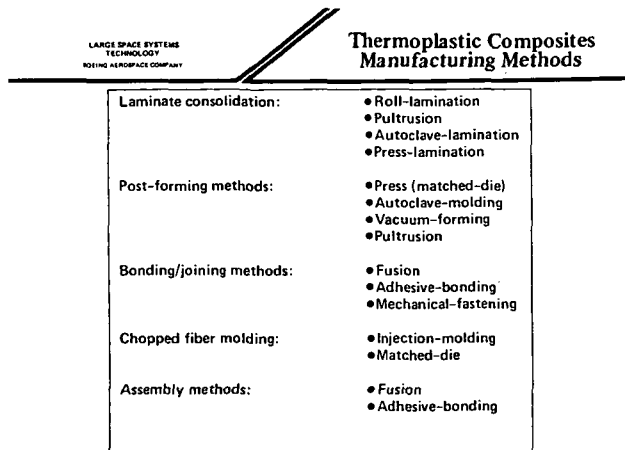 LARGE SPACE SYSTEMS
TECHNOLOGY
BOEING AEROSPACE COMPANY
Thermoplastic Composites
Manufacturing Methods
Laminate consolidation: • Roll-lamination
• Pultrusion
• Autoclave-lamination
• Press-lamination
Post-forming methods: • Press (matched-die)
• Autoclave-molding
• Vacuum-forming
• Pultrusion
Bonding/joining methods: • Fusion
• Adhesive-bonding
• Mechanical-fastening
Chopped fiber molding: • Injection-molding
• Matched-die
Assembly methods: • Fusion
• Adhesive-bonding